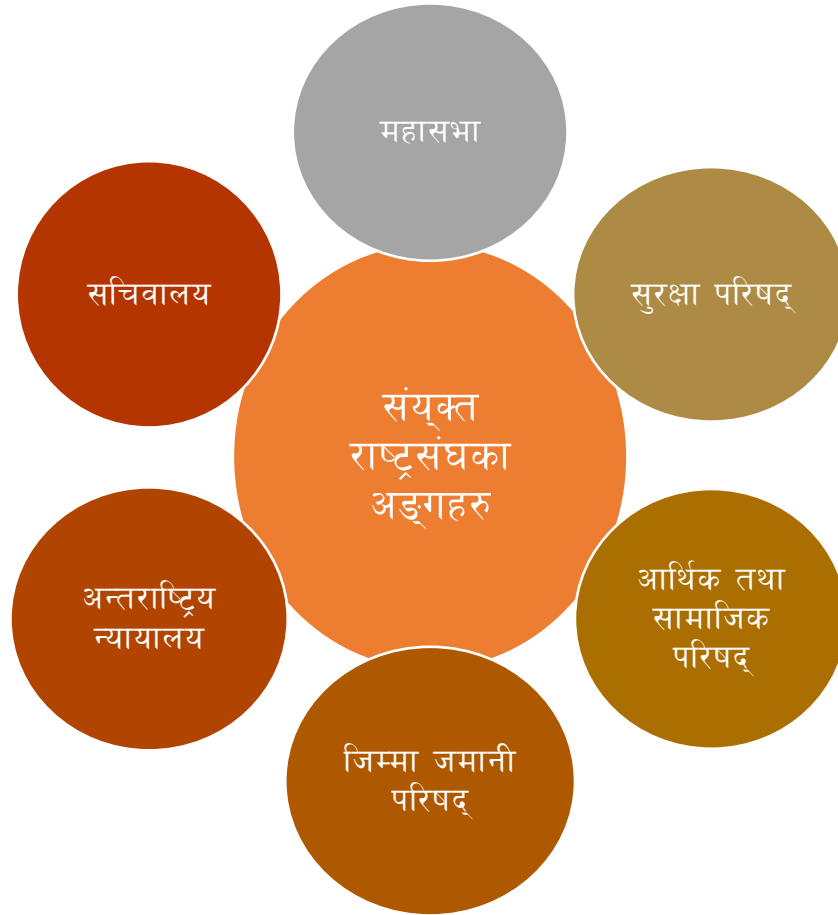 महासभा
सुरक्षा परिषद्
आर्थिक तथा
सामाजिक
परिषद्
जिम्मा जमानी
परिषद्
अन्तराष्ट्रिय
न्यायालय
सचिवालय
संयुक्त
राष्ट्रसंघका
अङ्गहरु